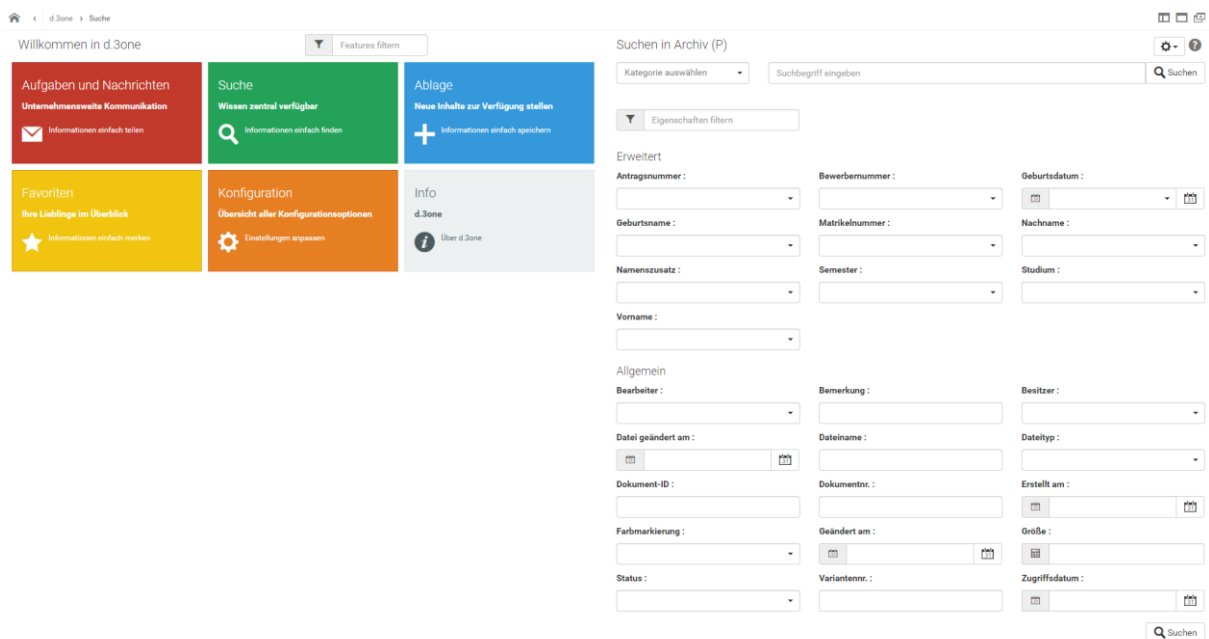 d.3one > Suche
Willkommen in d.3one
Features filtern
Aufgaben und Nachrichten
Unternehmensweite Kommunikation
Informationen einfach teilen
Suche
Wissen zentral verfügbar
Informationen einfach finden
Ablage
Neue Inhalte zur Verfügung stellen
Informationen einfach speichern
Favoriten
Ihre Lieblinge im Überblick
Informationen einfach merken
Konfiguration
Übersicht aller Konfigurationsoptionen
Einstellungen anpassen
Info
d.3one
Über d.3one
Suchen in Archiv (P)
Kategorie auswählen
Suchbegriff eingeben
Suchen
Eigenschaften filtern
Erweitert
Antragsnummer : Bewerbernummer : Geburtsdatum :
Geburtsname : Matrikelnummer : Nachname :
Namenszusatz : Semester : Studium :
Vorname :
Allgemein
Bearbeiter : Bemerkung : Besitzer :
Datei geändert am : Dateiname : Dateityp :
Dokument-ID : Dokumentnr. : Erstellt am :
Farbmarkierung : Geändert am : Größe :
Status : Variantennr. : Zugriffsdatum :
Suchen